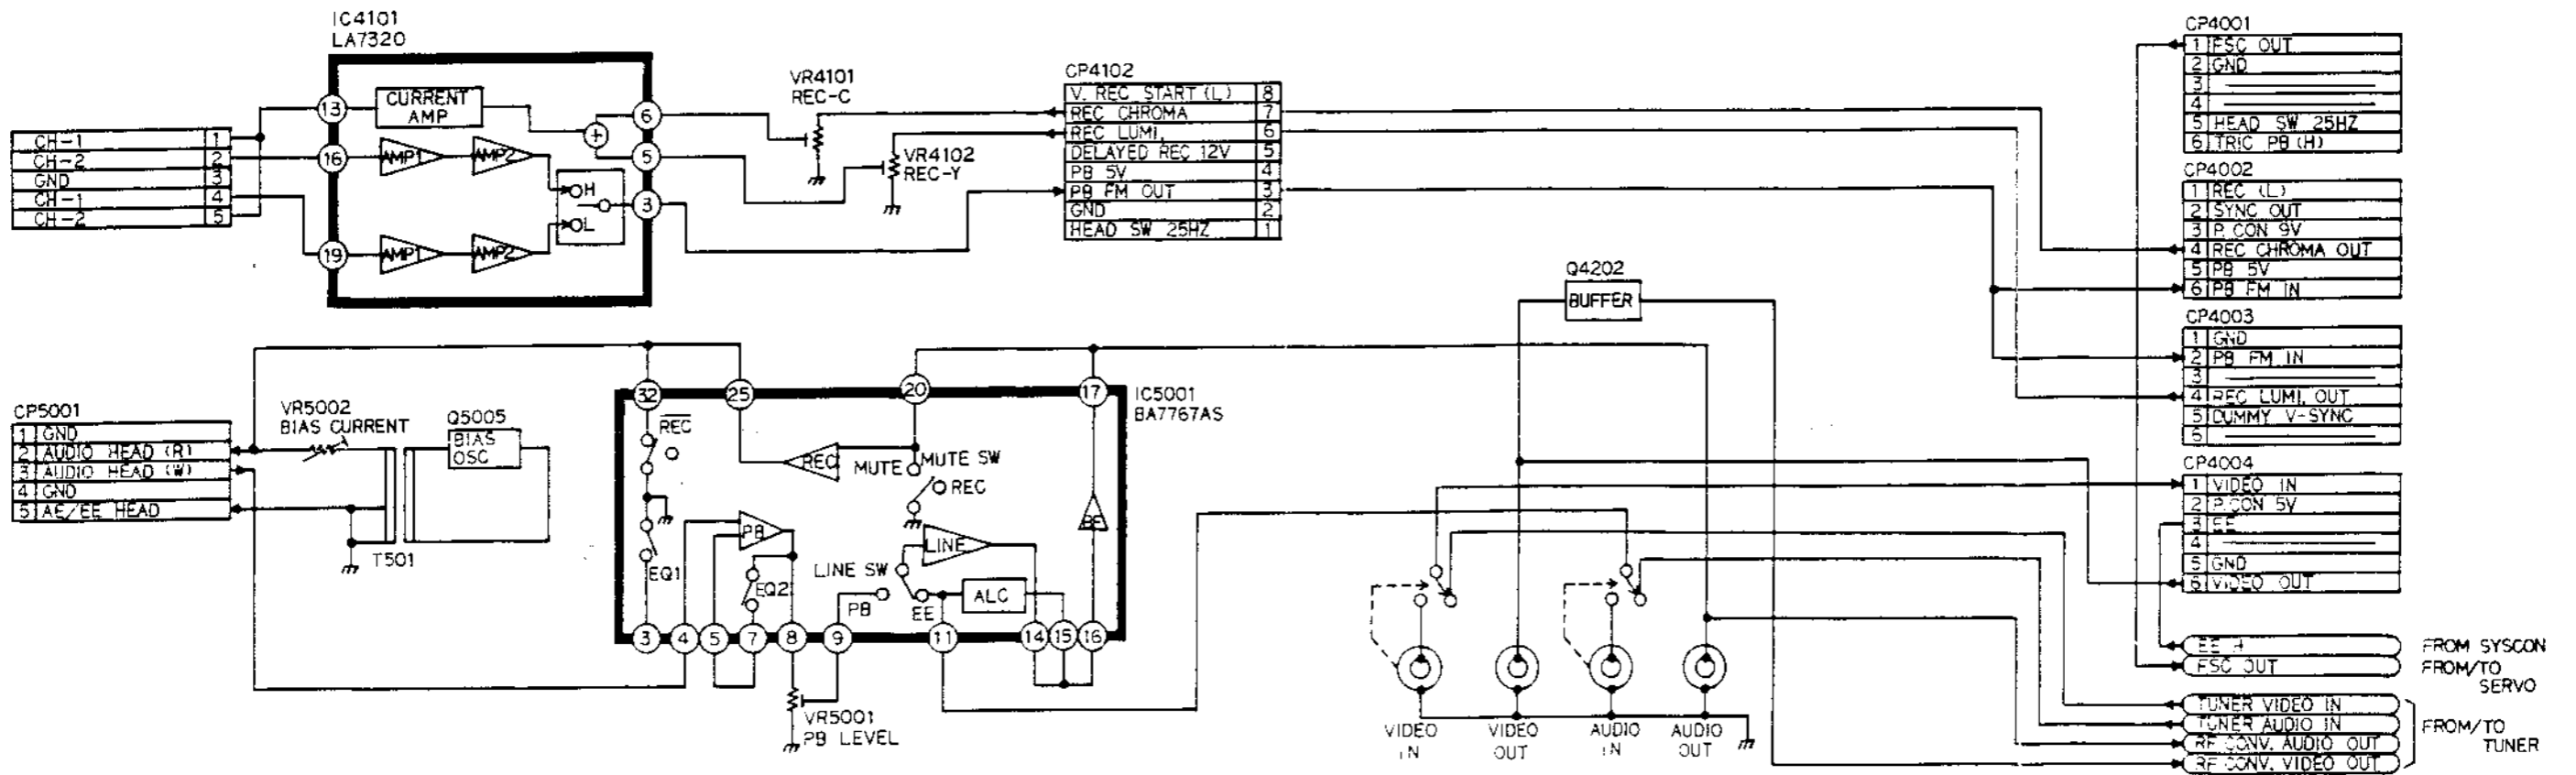 IC4101
LA7320
13
CURRENT
AMP
16
AMP1
AMP2
19
AMP1
AMP2
H
L
+
6
5
3
CH-1 1
CH-2 2
GND 3
CH-1 4
CH-2 5
VR4101
REC-C
VR4102
REC-Y
CP4102
V. REC START (L) 8
REC CHROMA 7
REC LUMI. 6
DELAYED REC 12V 5
PB 5V 4
PB FM OUT 3
GND 2
HEAD SW 25HZ 1
CP4001
1 FSC OUT
2 GND
3
4
5 HEAD SW 25HZ
6 TRIC PB (H)
CP4002
1 REC (L)
2 SYNC OUT
3 P.CON 9V
4 REC CHROMA OUT
5 PB 5V
6 PB FM IN
CP4003
1 GND
2 PB FM IN
3
4 REC LUMI. OUT
5 DUMMY V-SYNC
6
CP4004
1 VIDEO IN
2 P.CON 5V
3 EE
4
5 GND
6 VIDEO OUT
Q4202
BUFFER
CP5001
1 GND
2 AUDIO HEAD (R)
3 AUDIO HEAD (W)
4 GND
5 AE/EE HEAD
VR5002
BIAS CURRENT
Q5005
BIAS
OSC
T501
IC5001
BA7767AS
32
25
20
17
REC
REC
MUTE
MUTE SW
REC
EQ1
PB
EQ2
LINE SW
PB
LINE
EE
ALC
BF
3
4
5
7
8
9
11
14
15
16
VR5001
PB LEVEL
VIDEO
IN
VIDEO
OUT
AUDIO
IN
AUDIO
OUT
EE H
FROM SYSCON
FSC OUT
FROM/TO
SERVO
TUNER VIDEO IN
TUNER AUDIO IN
RF CONV. AUDIO OUT
RF CONV. VIDEO OUT
FROM/TO
TUNER